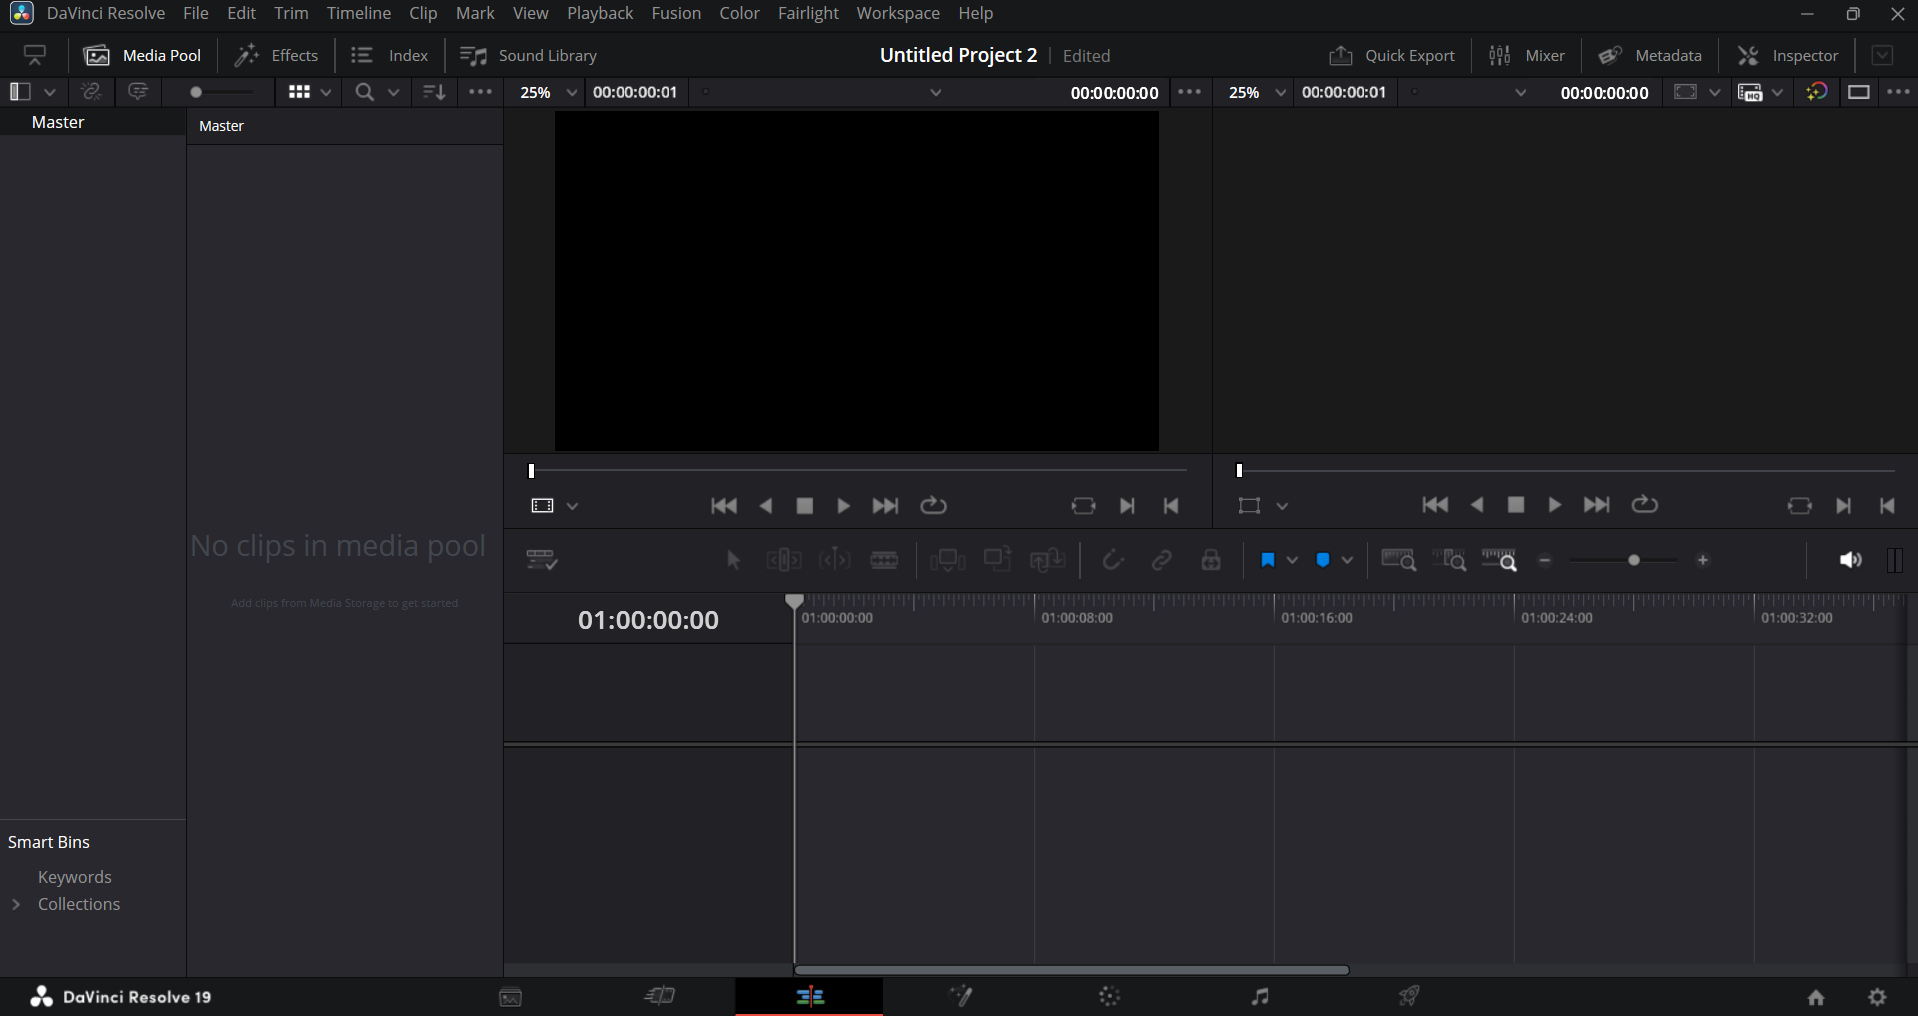 DaVinci Resolve File Edit Trim Timeline Clip Mark View Playback Fusion Color Fairlight Workspace Help
Media Pool Effects Index Sound Library Untitled Project 2 Edited Quick Export Mixer Metadata Inspector
25% 00:00:00:01 00:00:00:00 25% 00:00:00:01 00:00:00:00 HQ
Master
Master
No clips in media pool
Add clips from Media Storage to get started
01:00:00:00
01:00:00:00 01:00:08:00 01:00:16:00 01:00:24:00 01:00:32:00
Smart Bins
Keywords
Collections
DaVinci Resolve 19